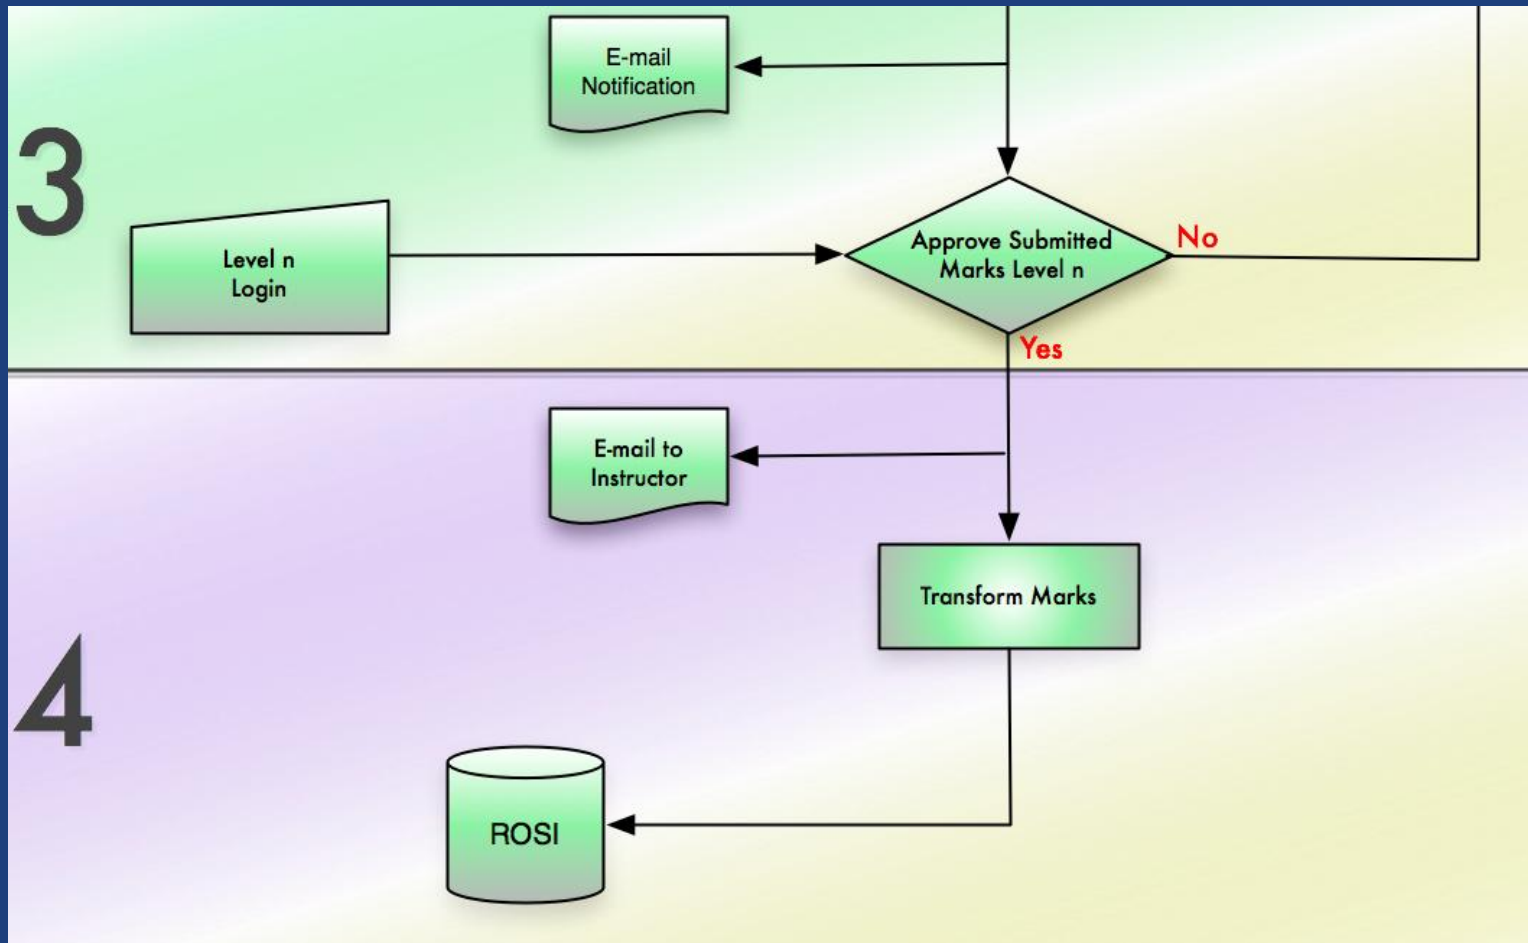 E-mail
Notification
3
Level n
Login
Approve Submitted
Marks Level n
No
Yes
E-mail to
Instructor
Transform Marks
4
ROSI